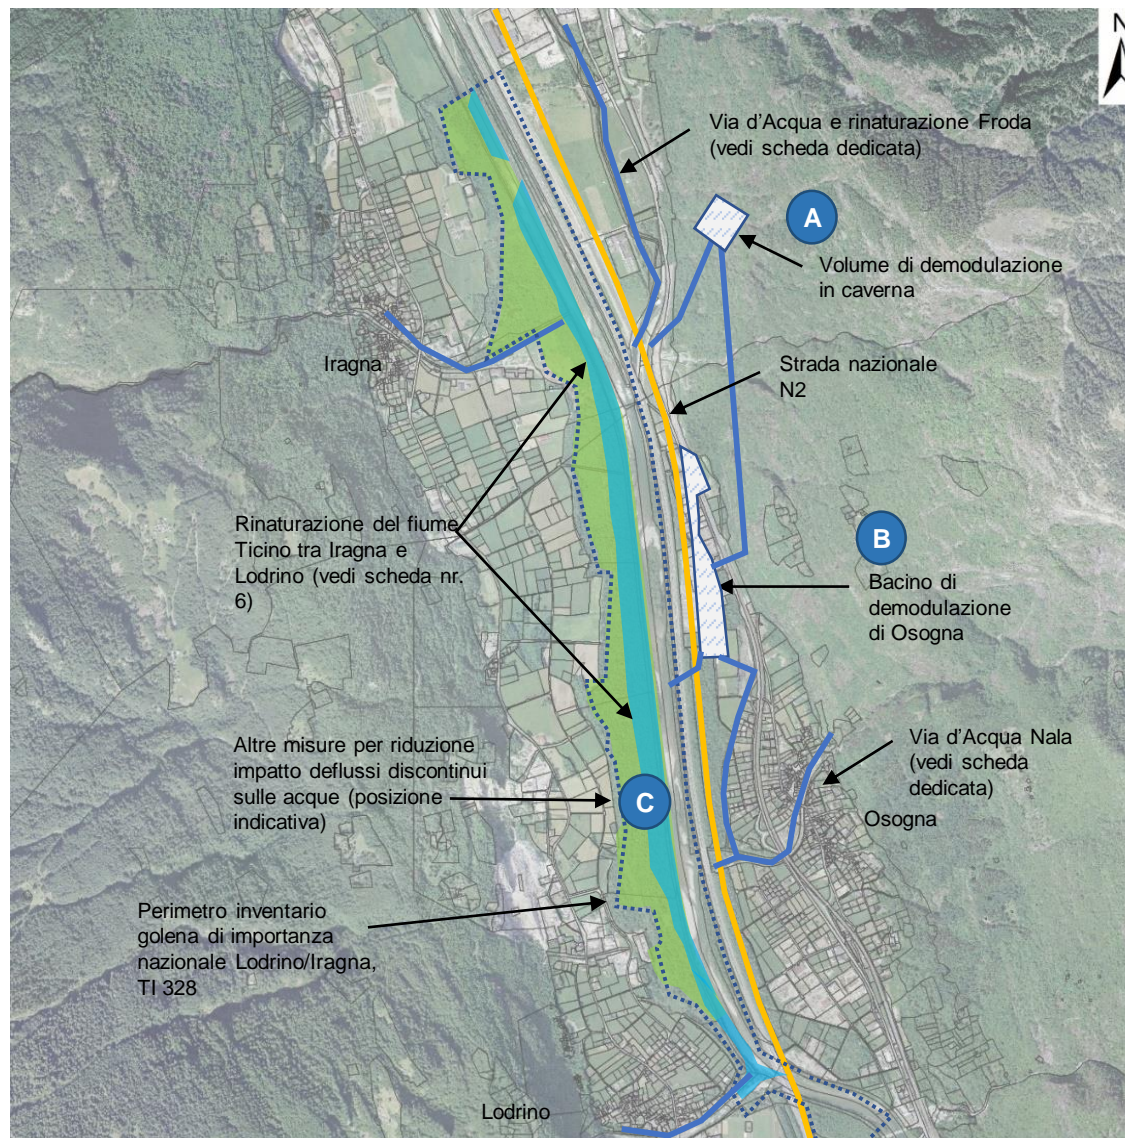 N
Via d'Acqua e rinaturazione Froda
(vedi scheda dedicata)
A
Volume di demodulazione
in caverna
Iragna
Strada nazionale
N2
Rinaturazione del fiume
Ticino tra Iragna e
Lodrino (vedi scheda nr.
6)
B
Bacino di
demodulazione
di Osogna
Altre misure per riduzione
impatto deflussi discontinui
sulle acque (posizione
indicativa)
C
Via d'Acqua Nala
(vedi scheda
dedicata)
Osogna
Perimetro inventario
golena di importanza
nazionale Lodrino/Iragna,
TI 328
Lodrino